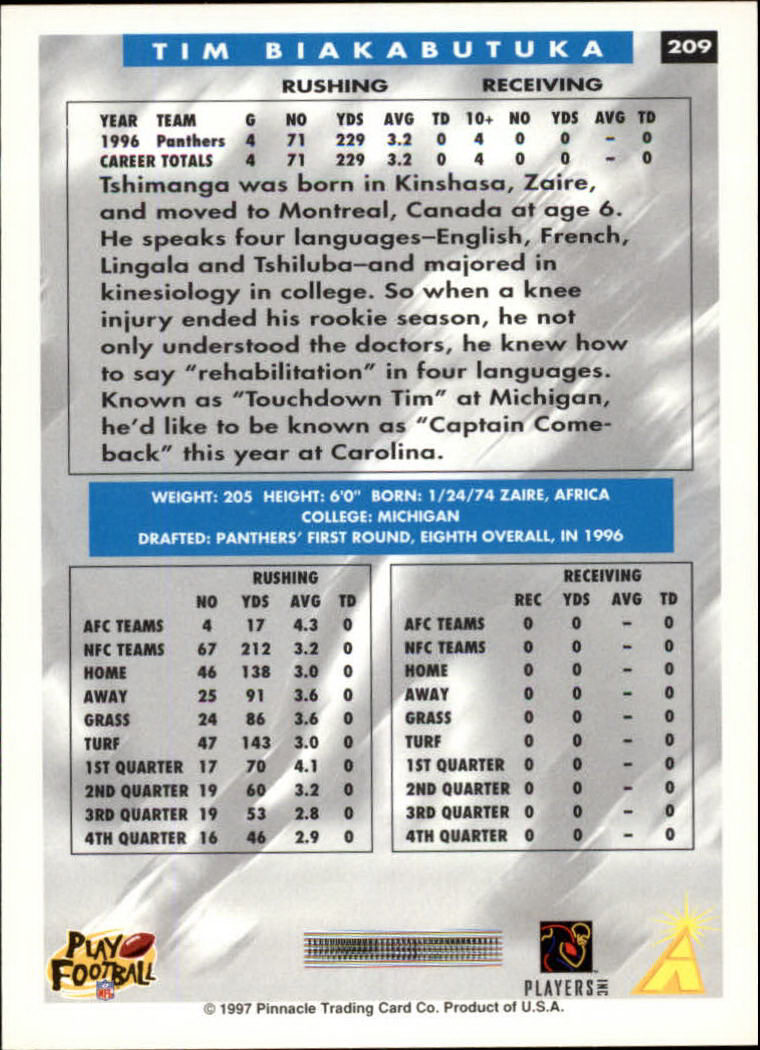 TIM BIAKABUTUKA
209
RUSHING RECEIVING
YEAR TEAM G NO YDS AVG TD 10+ NO YDS AVG TD
1996 Panthers 4 71 229 3.2 0 4 0 0 – 0
CAREER TOTALS 4 71 229 3.2 0 4 0 0 – 0
Tshimanga was born in Kinshasa, Zaire,
and moved to Montreal, Canada at age 6.
He speaks four languages–English, French,
Lingala and Tshiluba–and majored in
kinesiology in college. So when a knee
injury ended his rookie season, he not
only understood the doctors, he knew how
to say "rehabilitation" in four languages.
Known as "Touchdown Tim" at Michigan,
he'd like to be known as "Captain Come-
back" this year at Carolina.
WEIGHT: 205 HEIGHT: 6'0" BORN: 1/24/74 ZAIRE, AFRICA
COLLEGE: MICHIGAN
DRAFTED: PANTHERS' FIRST ROUND, EIGHTH OVERALL, IN 1996
RUSHING
NO YDS AVG TD
AFC TEAMS 4 17 4.3 0
NFC TEAMS 67 212 3.2 0
HOME 46 138 3.0 0
AWAY 25 91 3.6 0
GRASS 24 86 3.6 0
TURF 47 143 3.0 0
1ST QUARTER 17 70 4.1 0
2ND QUARTER 19 60 3.2 0
3RD QUARTER 19 53 2.8 0
4TH QUARTER 16 46 2.9 0
RECEIVING
REC YDS AVG TD
AFC TEAMS 0 0 – 0
NFC TEAMS 0 0 – 0
HOME 0 0 – 0
AWAY 0 0 – 0
GRASS 0 0 – 0
TURF 0 0 – 0
1ST QUARTER 0 0 – 0
2ND QUARTER 0 0 – 0
3RD QUARTER 0 0 – 0
4TH QUARTER 0 0 – 0
PLAY
FOOTBALL
NFL
PLAYERS INC
© 1997 Pinnacle Trading Card Co. Product of U.S.A.